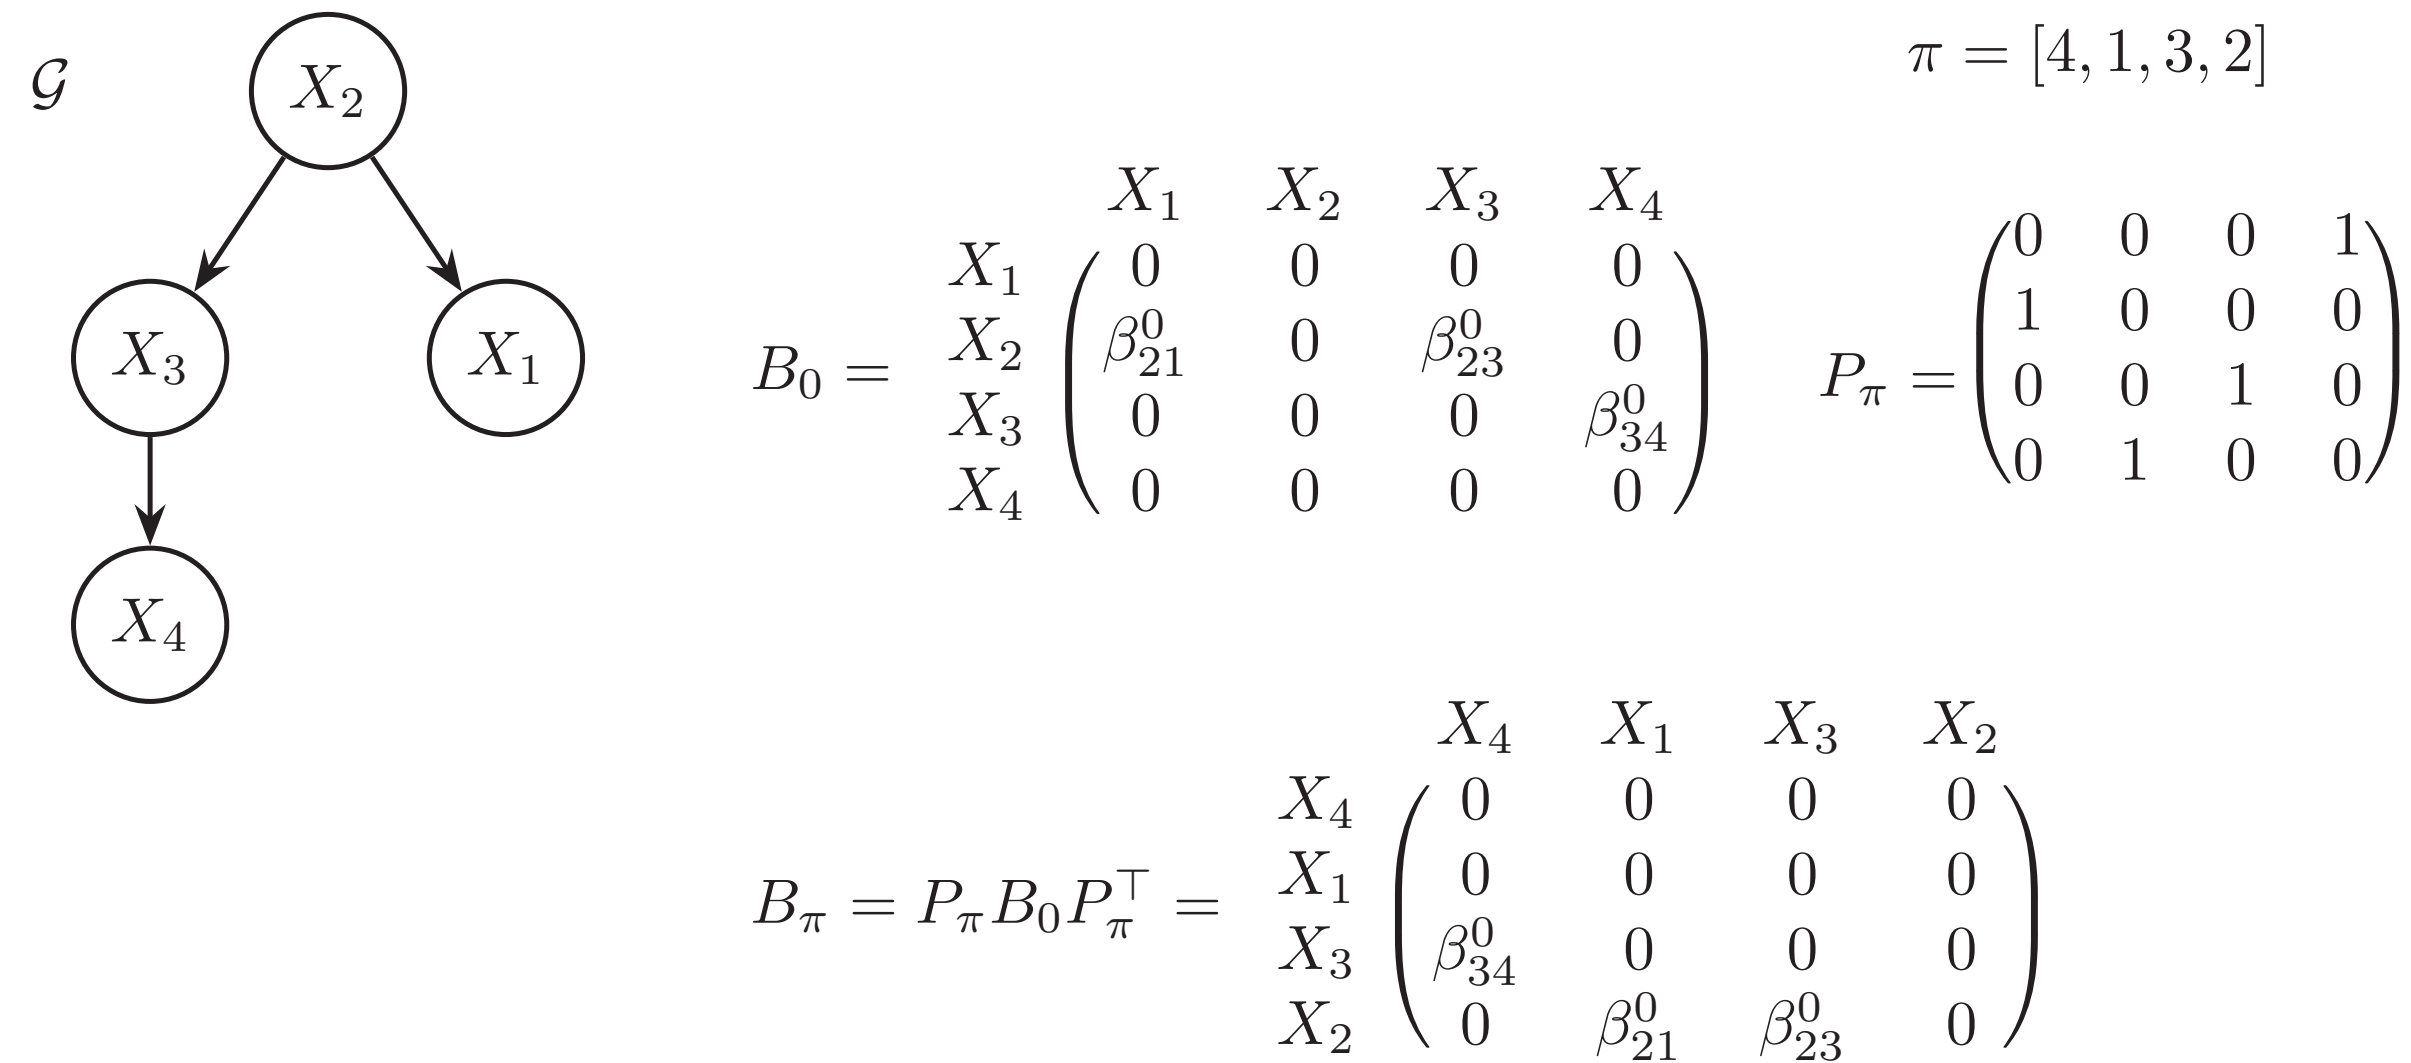 𝒢
X₂
X₃ X₁
X₄
π = [4, 1, 3, 2]
B₀ =
X₁ X₂ X₃ X₄
X₁ 0 0 0 0
X₂ β⁰₂₁ 0 β⁰₂₃ 0
X₃ 0 0 0 β⁰₃₄
X₄ 0 0 0 0
P_π =
0 0 0 1
1 0 0 0
0 0 1 0
0 1 0 0
B_π = P_π B₀ P_π^⊤ =
X₄ X₁ X₃ X₂
X₄ 0 0 0 0
X₁ 0 0 0 0
X₃ β⁰₃₄ 0 0 0
X₂ 0 β⁰₂₁ β⁰₂₃ 0